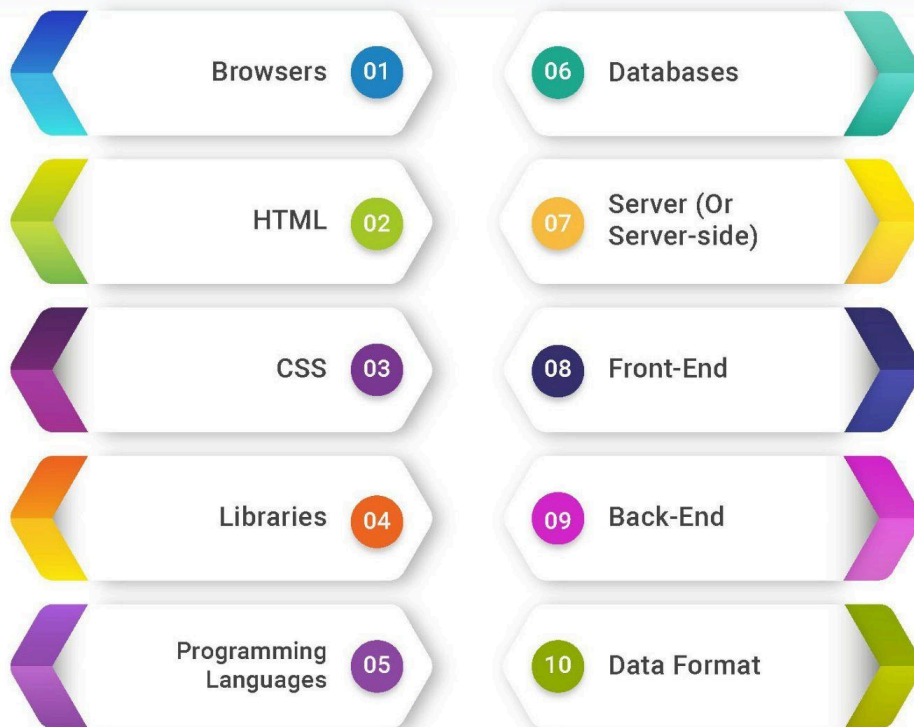 Browsers 01
HTML 02
CSS 03
Libraries 04
Programming
Languages 05
06 Databases
07 Server (Or
Server-side)
08 Front-End
09 Back-End
10 Data Format